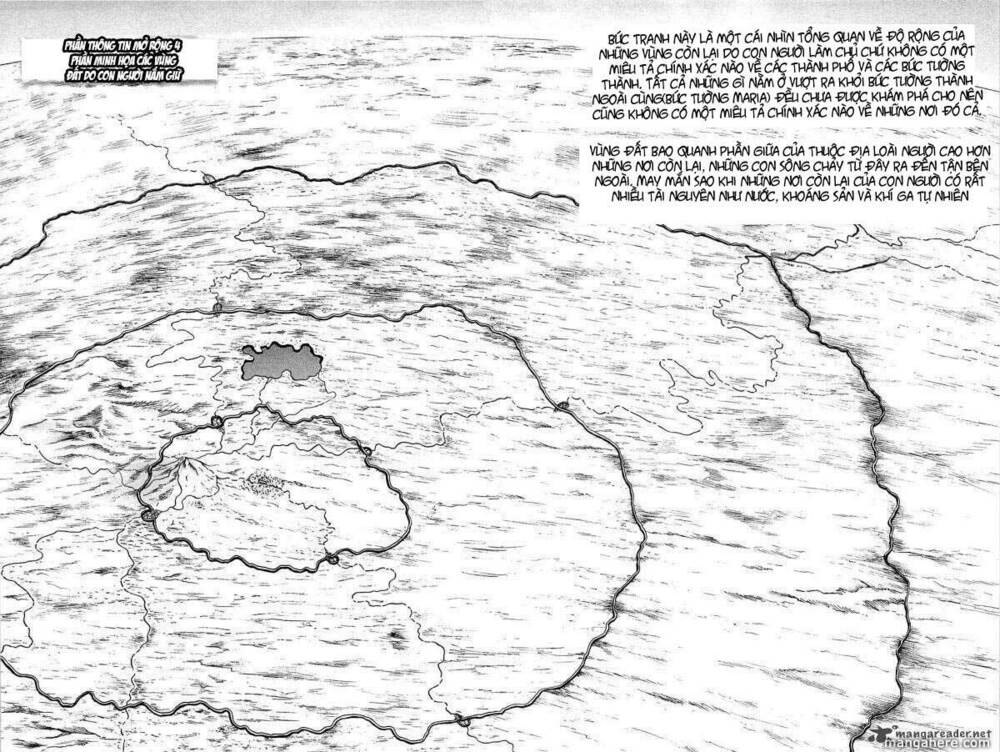 PHẦN THÔNG TIN MỞ RỘNG 4
PHẦN MINH HỌA CÁC VÙNG
ĐẤT DO CON NGƯỜI NẮM GIỮ
BỨC TRANH NÀY LÀ MỘT CÁI NHÌN TỔNG QUAN VỀ ĐỘ RỘNG CỦA
NHỮNG VÙNG CÒN LẠI DO CON NGƯỜI LÀM CHỦ CHỨ KHÔNG CÓ MỘT
MIÊU TẢ CHÍNH XÁC NÀO VỀ CÁC THÀNH PHỐ VÀ CÁC BỨC TƯỜNG
THÀNH. TẤT CẢ NHỮNG GÌ NẰM Ở VƯỢT RA KHỎI BỨC TƯỜNG THÀNH
NGOÀI CÙNG(BỨC TƯỜNG MARIA) ĐỀU CHƯA ĐƯỢC KHÁM PHÁ CHO NÊN
CŨNG KHÔNG CÓ MỘT MIÊU TẢ CHÍNH XÁC NÀO VỀ NHỮNG NƠI ĐÓ CẢ.
VÙNG ĐẤT BAO QUANH PHẦN GIỮA CỦA THUỘC ĐỊA LOÀI NGƯỜI CAO HƠN
NHỮNG NƠI CÒN LẠI, NHỮNG CON SÔNG CHẢY TỪ ĐÂY RA ĐẾN TẬN BÊN
NGOÀI. MAY MẮN SAO KHI NHỮNG NƠI CÒN LẠI CỦA CON NGƯỜI CÓ RẤT
NHIỀU TÀI NGUYÊN NHƯ NƯỚC, KHOÁNG SẢN VÀ KHÍ GA TỰ NHIÊN
mangareader.net
mangahere.com